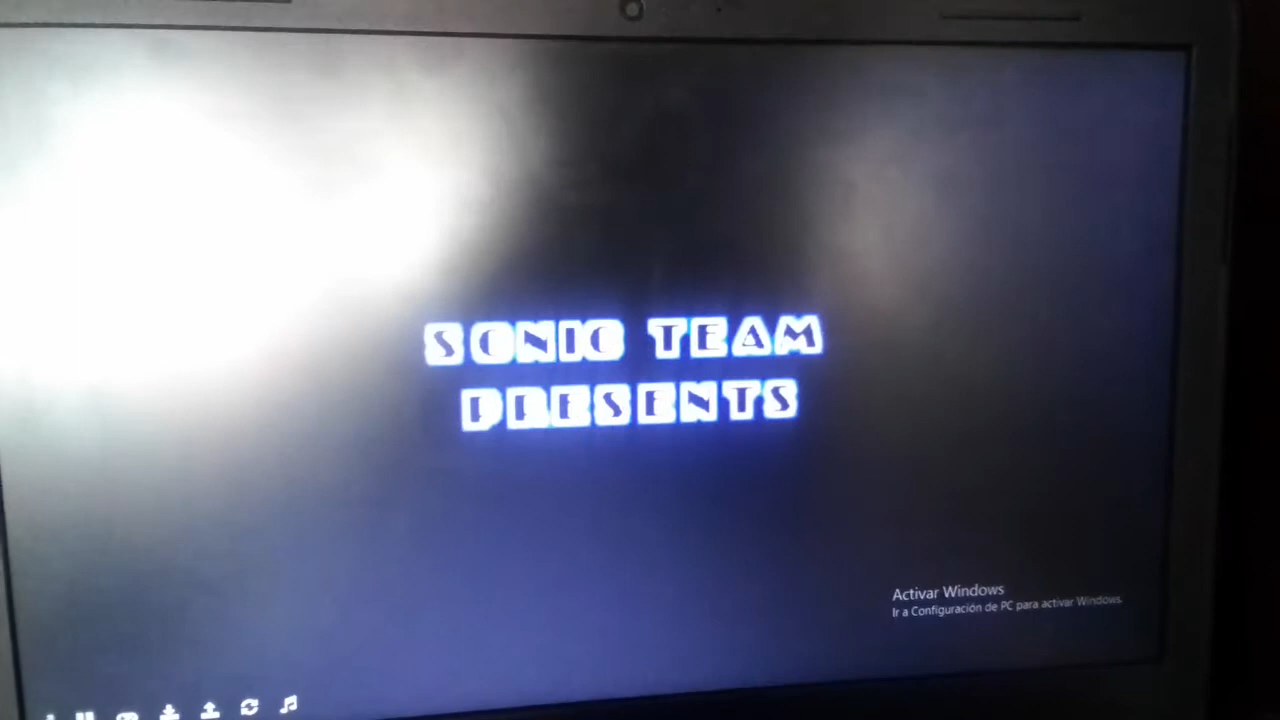 SONIC TEAM
PRESENTS
Activar Windows
Ir a Configuración de PC para activar Windows.